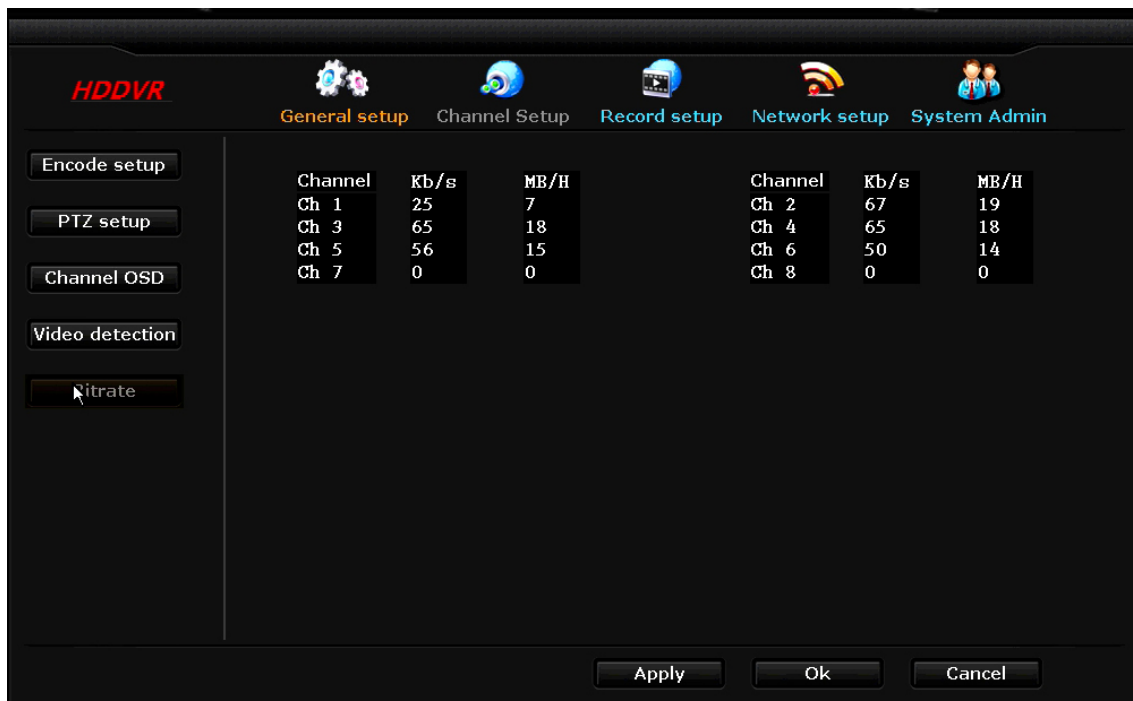 HDDVR
General setup Channel Setup Record setup Network setup System Admin
Encode setup
PTZ setup
Channel OSD
Video detection
Bitrate
Channel Kb/s MB/H Channel Kb/s MB/H
Ch 1 25 7 Ch 2 67 19
Ch 3 65 18 Ch 4 65 18
Ch 5 56 15 Ch 6 50 14
Ch 7 0 0 Ch 8 0 0
Apply Ok Cancel